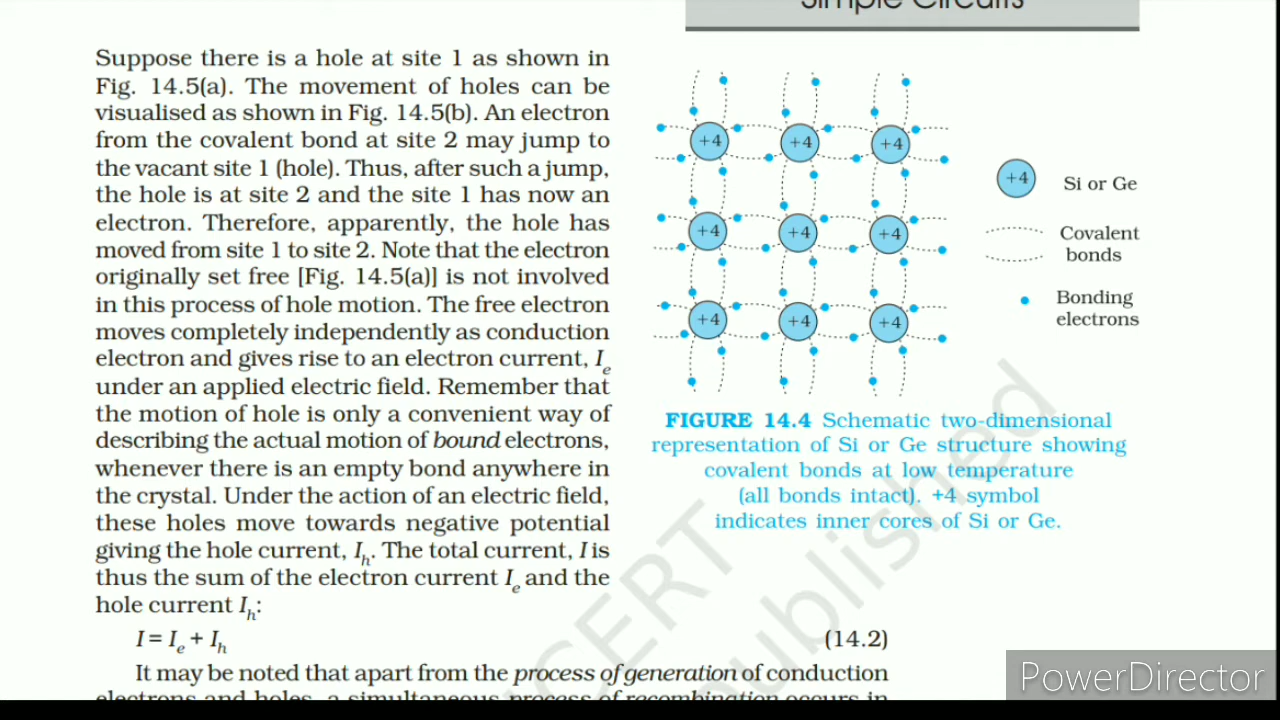 Simple Circuits
Suppose there is a hole at site 1 as shown in
Fig. 14.5(a). The movement of holes can be
visualised as shown in Fig. 14.5(b). An electron
from the covalent bond at site 2 may jump to
the vacant site 1 (hole). Thus, after such a jump,
the hole is at site 2 and the site 1 has now an
electron. Therefore, apparently, the hole has
moved from site 1 to site 2. Note that the electron
originally set free [Fig. 14.5(a)] is not involved
in this process of hole motion. The free electron
moves completely independently as conduction
electron and gives rise to an electron current, Iₑ
under an applied electric field. Remember that
the motion of hole is only a convenient way of
describing the actual motion of bound electrons,
whenever there is an empty bond anywhere in
the crystal. Under the action of an electric field,
these holes move towards negative potential
giving the hole current, Iₕ. The total current, I is
thus the sum of the electron current Iₑ and the
hole current Iₕ:
I = Iₑ + Iₕ (14.2)
It may be noted that apart from the process of generation of conduction
electrons and holes, a simultaneous process of recombination occurs in
+4 +4 +4
+4 +4 +4
+4 +4 +4
+4 Si or Ge
Covalent
bonds
Bonding
electrons
FIGURE 14.4 Schematic two-dimensional
representation of Si or Ge structure showing
covalent bonds at low temperature
(all bonds intact). +4 symbol
indicates inner cores of Si or Ge.
PowerDirector